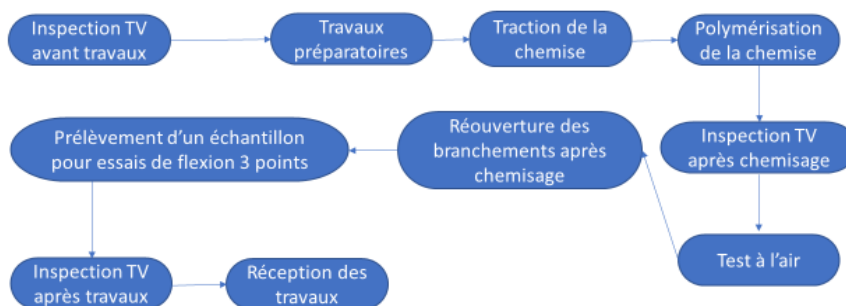 Inspection TV
avant travaux
Travaux
préparatoires
Traction de la
chemise
Polymérisation
de la chemise
Inspection TV
après chemisage
Test à l'air
Réouverture des
branchements après
chemisage
Prélèvement d'un échantillon
pour essais de flexion 3 points
Inspection TV
après travaux
Réception des
travaux